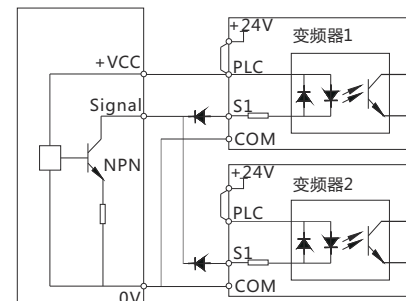 +24V
变频器1
+VCC
PLC
Signal
S1
NPN
COM
+24V
变频器2
PLC
S1
COM
0V